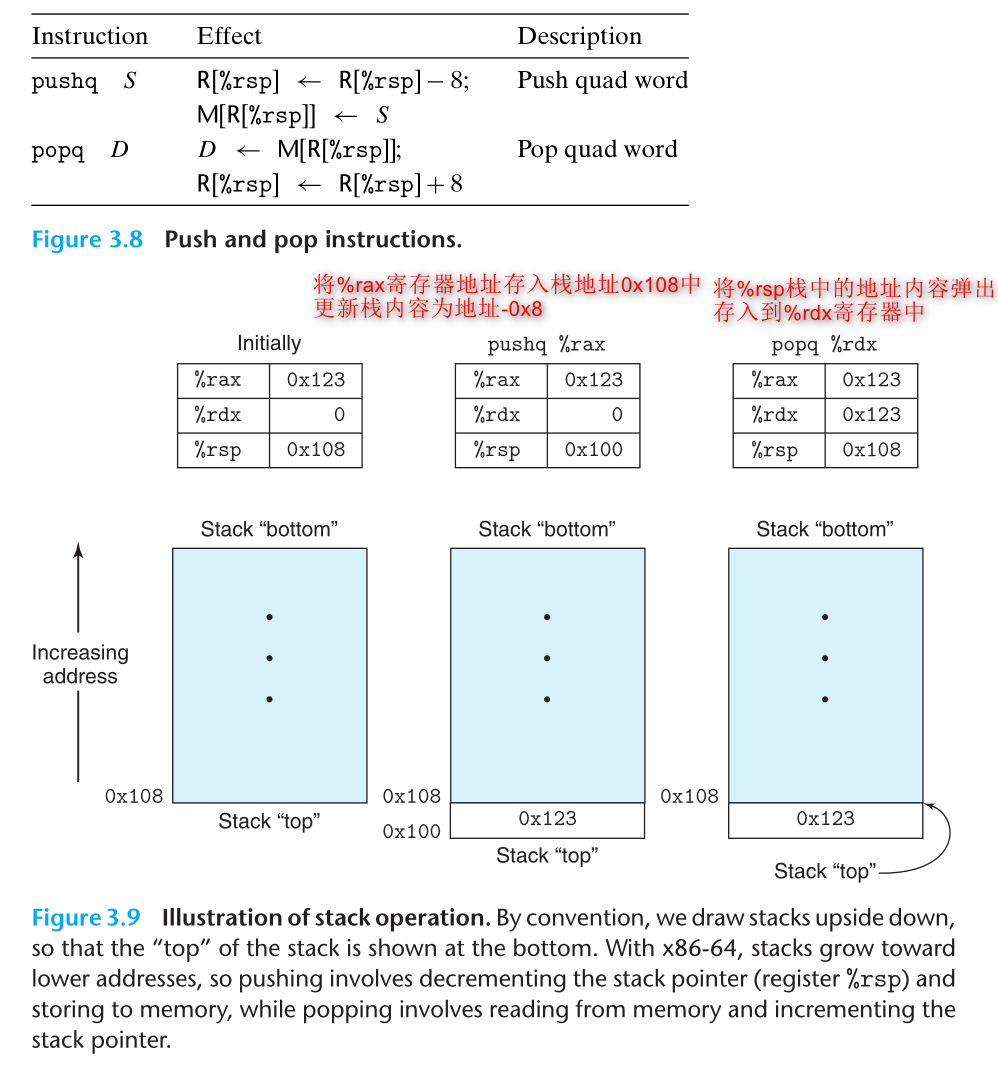 Instruction Effect Description
pushq S R[%rsp] ← R[%rsp] − 8; Push quad word
M[R[%rsp]] ← S
popq D D ← M[R[%rsp]]; Pop quad word
R[%rsp] ← R[%rsp] + 8
Figure 3.8 Push and pop instructions.
将%rax寄存器地址存入栈地址0x108中
更新栈内容为地址-0x8
将%rsp栈中的地址内容弹出
存入到%rdx寄存器中
Initially
%rax 0x123
%rdx 0
%rsp 0x108
pushq %rax
%rax 0x123
%rdx 0
%rsp 0x100
popq %rdx
%rax 0x123
%rdx 0x123
%rsp 0x108
Increasing
address
Stack “bottom”
0x108
Stack “top”
Stack “bottom”
0x108
0x123
0x100
Stack “top”
Stack “bottom”
0x108
0x123
Stack “top”
Figure 3.9 Illustration of stack operation. By convention, we draw stacks upside down,
so that the “top” of the stack is shown at the bottom. With x86-64, stacks grow toward
lower addresses, so pushing involves decrementing the stack pointer (register %rsp) and
storing to memory, while popping involves reading from memory and incrementing the
stack pointer.